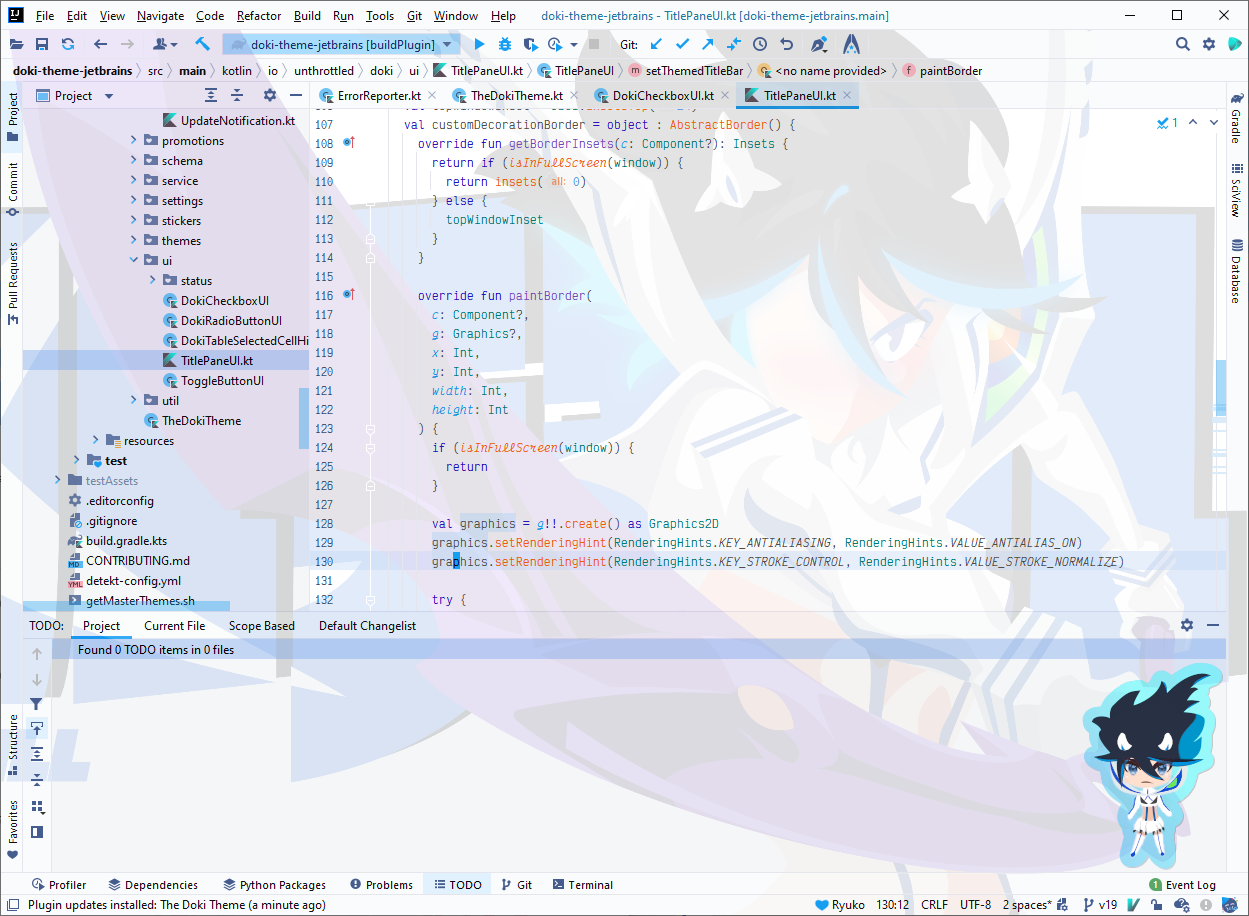 File Edit View Navigate Code Refactor Build Run Tools Git Window Help doki-theme-jetbrains - TitlePaneUI.kt [doki-theme-jetbrains.main]
doki-theme-jetbrains [buildPlugin] Git:
doki-theme-jetbrains src main kotlin io unthrottled doki ui TitlePaneUI.kt TitlePaneUI m setThemedTitleBar <no name provided> f paintBorder
Project
Commit
Pull Requests
Structure
Favorites
Project
UpdateNotification.kt
promotions
schema
service
settings
stickers
themes
ui
status
DokiCheckboxUI
DokiRadioButtonUI
DokiTableSelectedCellHi
TitlePaneUI.kt
ToggleButtonUI
util
TheDokiTheme
resources
test
testAssets
.editorconfig
.gitignore
build.gradle.kts
CONTRIBUTING.md
detekt-config.yml
getMasterThemes.sh
ErrorReporter.kt TheDokiTheme.kt DokiCheckboxUI.kt TitlePaneUI.kt
1
107 val customDecorationBorder = object : AbstractBorder() {
108 override fun getBorderInsets(c: Component?): Insets {
109 return if (isInFullScreen(window)) {
110 return insets( all: 0)
111 } else {
112 topWindowInset
113 }
114 }
115
116 override fun paintBorder(
117 c: Component?,
118 g: Graphics?,
119 x: Int,
120 y: Int,
121 width: Int,
122 height: Int
123 ) {
124 if (isInFullScreen(window)) {
125 return
126 }
127
128 val graphics = g!!.create() as Graphics2D
129 graphics.setRenderingHint(RenderingHints.KEY_ANTIALIASING, RenderingHints.VALUE_ANTIALIAS_ON)
130 graphics.setRenderingHint(RenderingHints.KEY_STROKE_CONTROL, RenderingHints.VALUE_STROKE_NORMALIZE)
131
132 try {
Gradle
SciView
Database
TODO: Project Current File Scope Based Default Changelist
Found 0 TODO items in 0 files
Profiler Dependencies Python Packages Problems TODO Git Terminal 1 Event Log
Plugin updates installed: The Doki Theme (a minute ago) Ryuko 130:12 CRLF UTF-8 2 spaces* v19